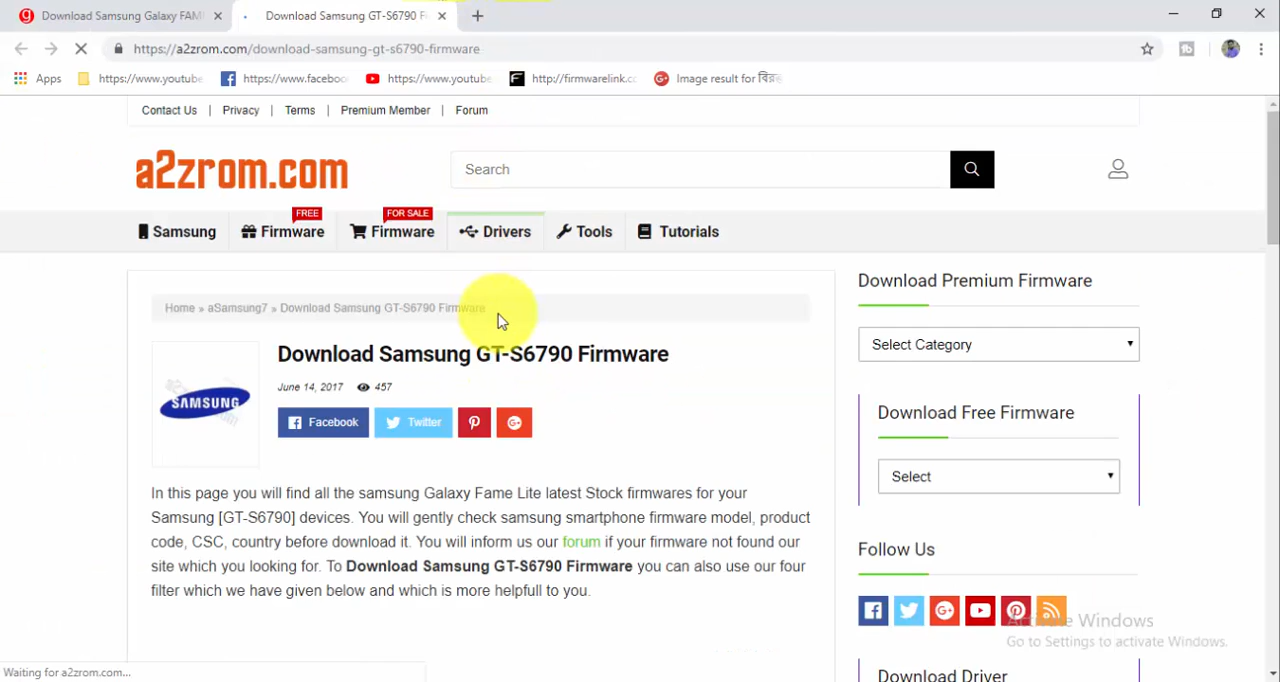 Download Samsung Galaxy FAM
Download Samsung GT-S6790 Fi
https://a2zrom.com/download-samsung-gt-s6790-firmware
Apps
https://www.youtube
https://www.faceboo
https://www.youtube
http://firmwarelink.cc
Image result for বির
Contact Us | Privacy | Terms | Premium Member | Forum
a2zrom.com
Search
FREE
FOR SALE
Samsung
Firmware
Firmware
Drivers
Tools
Tutorials
Home » aSamsung7 » Download Samsung GT-S6790 Firmware
SAMSUNG
Download Samsung GT-S6790 Firmware
June 14, 2017 457
Facebook
Twitter
In this page you will find all the samsung Galaxy Fame Lite latest Stock firmwares for your
Samsung [GT-S6790] devices. You will gently check samsung smartphone firmware model, product
code, CSC, country before download it. You will inform us our forum if your firmware not found our
site which you looking for. To Download Samsung GT-S6790 Firmware you can also use our four
filter which we have given below and which is more helpfull to you.
Download Premium Firmware
Select Category
Download Free Firmware
Select
Follow Us
Activate Windows
Go to Settings to activate Windows.
Download Driver
Waiting for a2zrom.com...